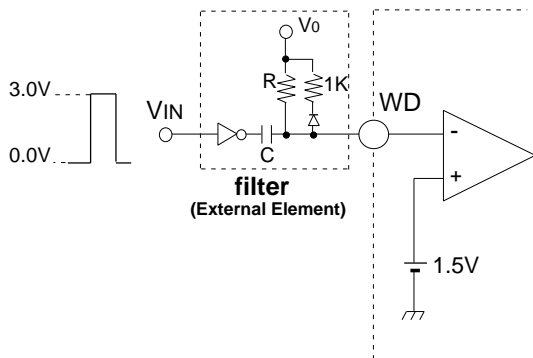 V0
R
1K
3.0V
VIN
WD
0.0V
C
-
+
filter
(External Element)
1.5V